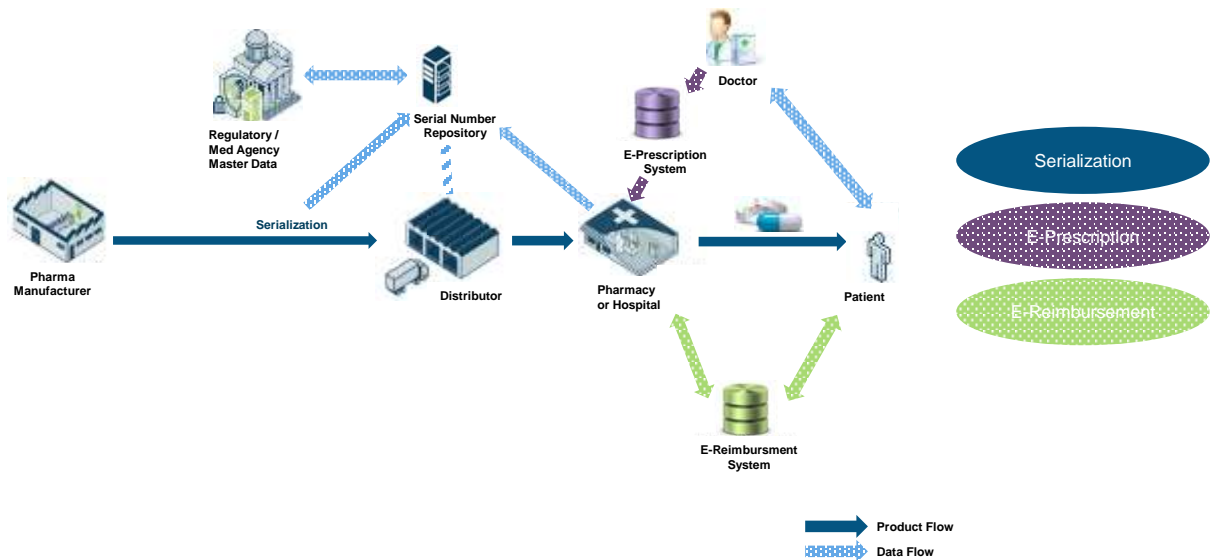 Doctor
Regulatory /
Med Agency
Master Data
Serial Number
Repository
E-Prescription
System
Serialization
Pharma
Manufacturer
Distributor
Pharmacy
or Hospital
Patient
E-Reimbursment
System
Serialization
E-Prescription
E-Reimbursement
Product Flow
Data Flow